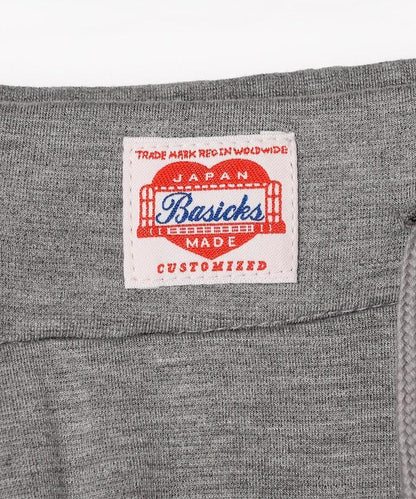 TRADE MARK REG IN WOLDWIDE
JAPAN
Basicks
MADE
CUSTOMIZED